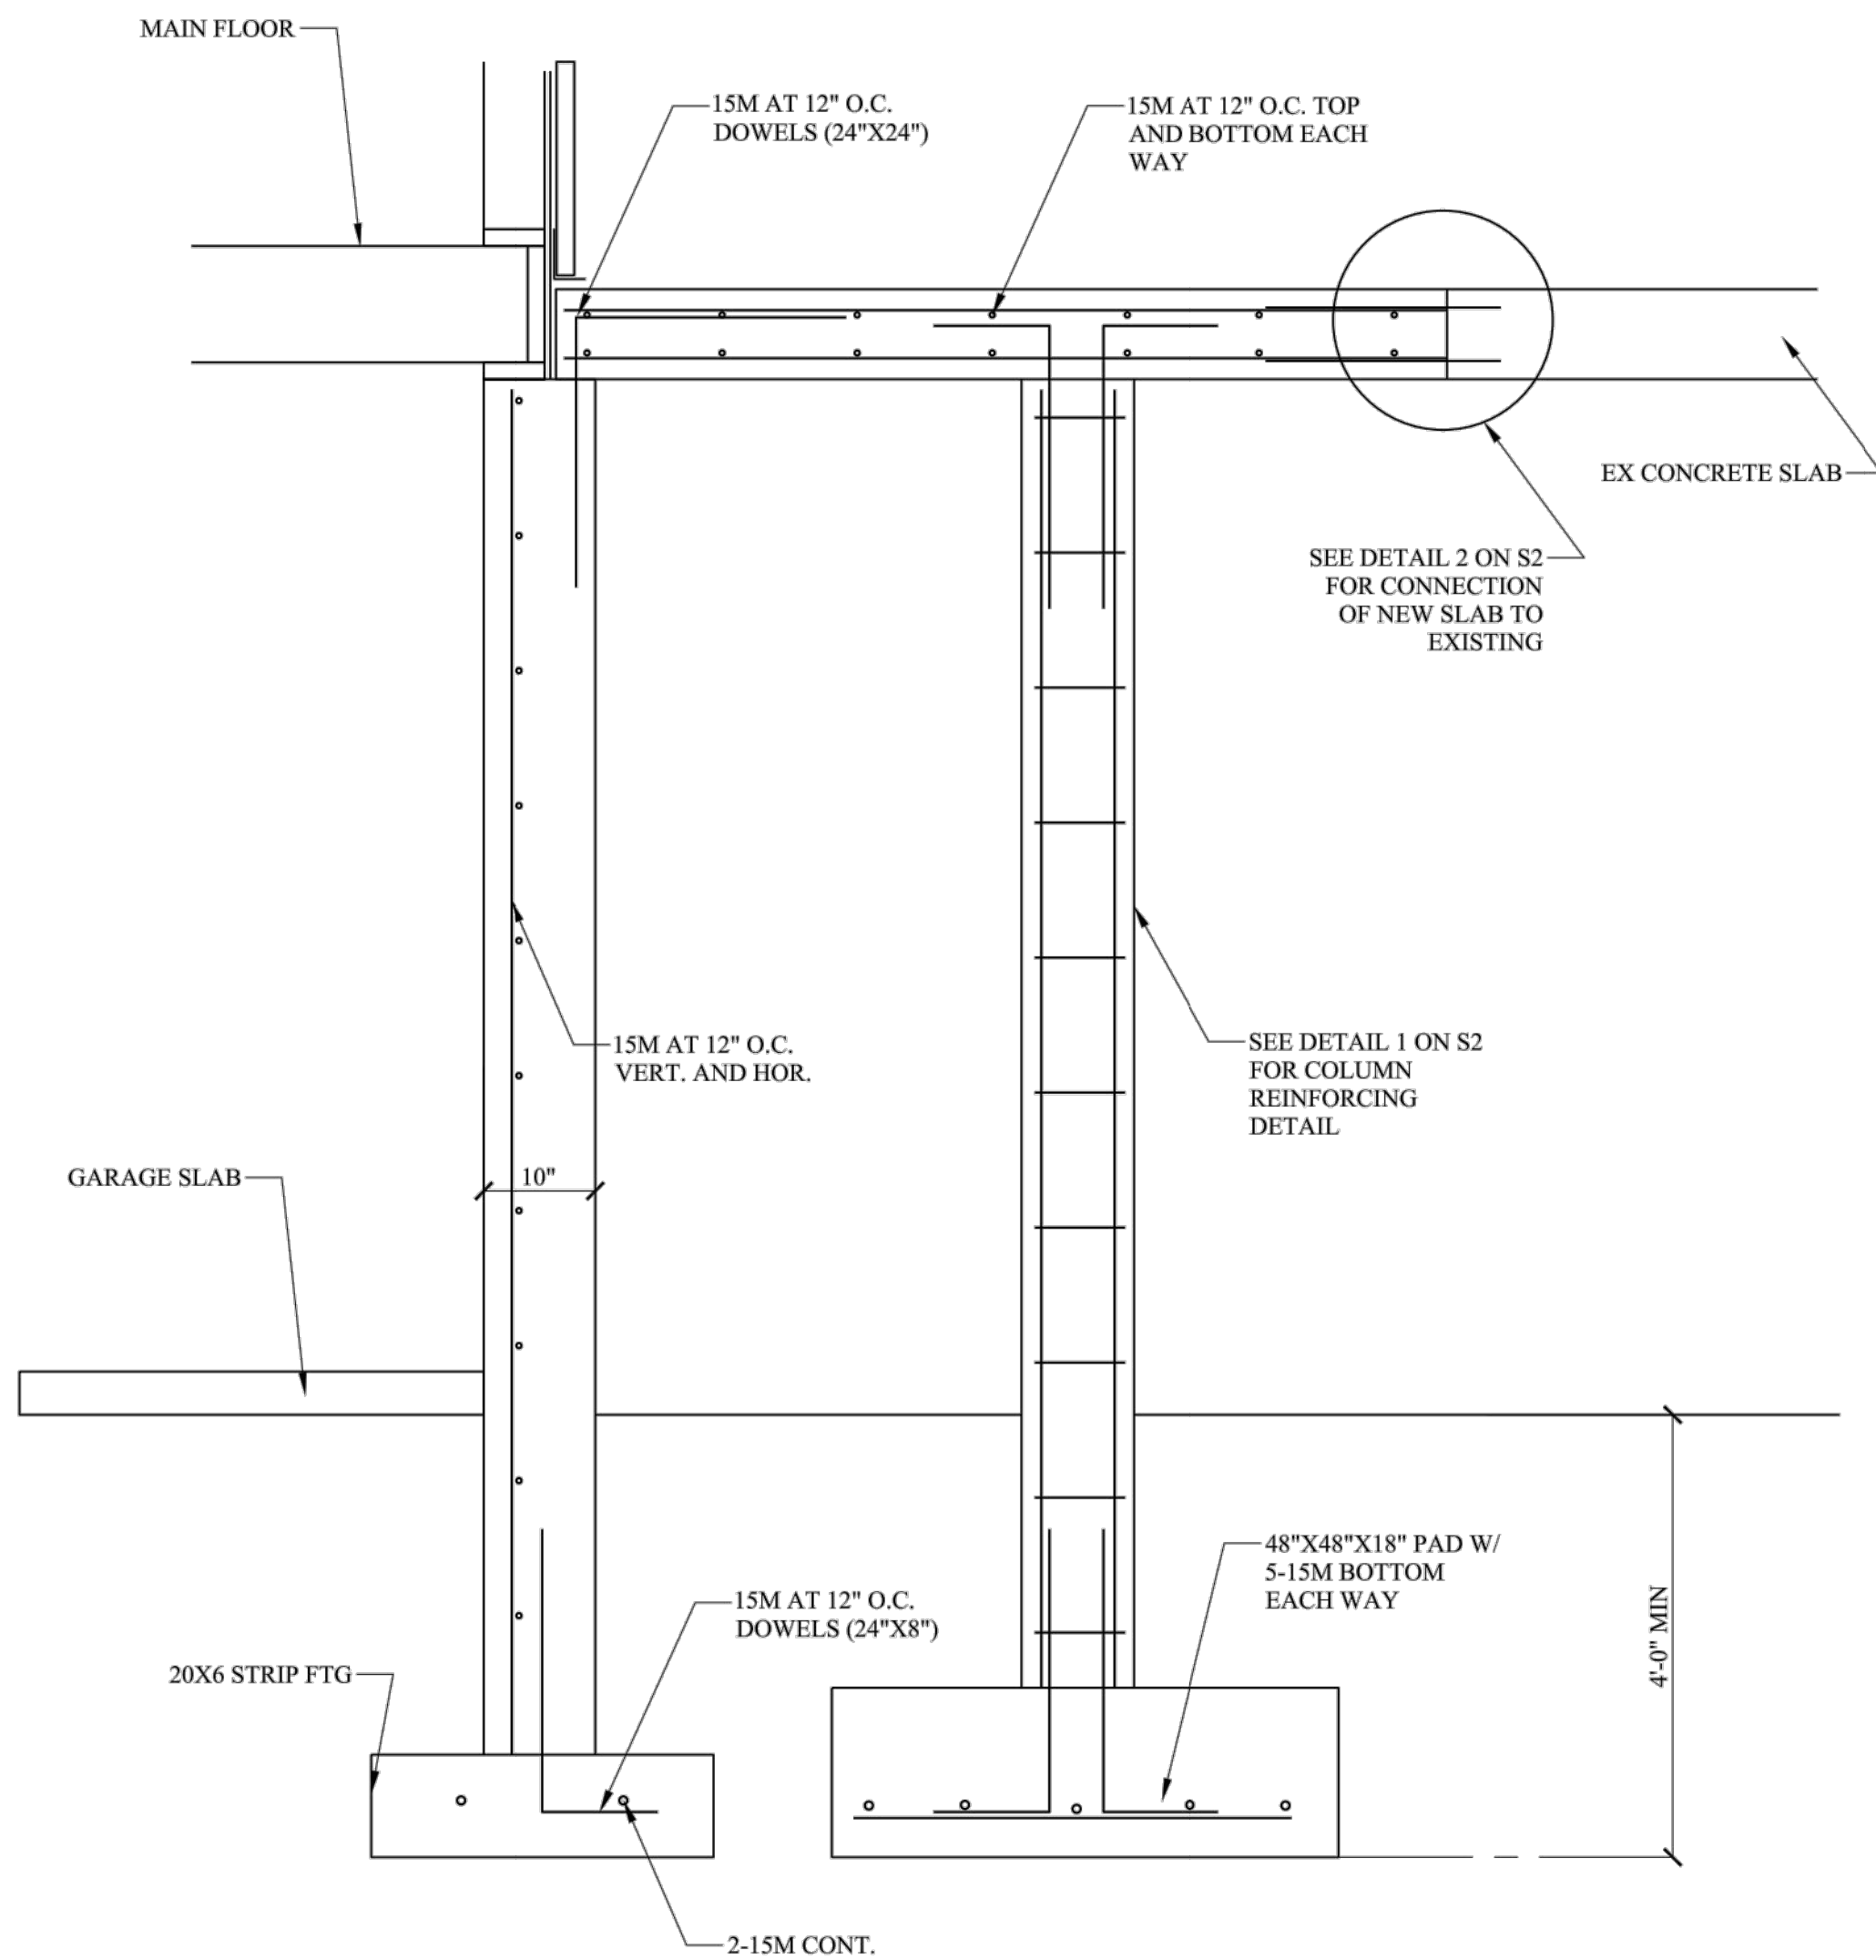 MAIN FLOOR
15M AT 12" O.C.
DOWELS (24"X24")
15M AT 12" O.C. TOP
AND BOTTOM EACH
WAY
EX CONCRETE SLAB
SEE DETAIL 2 ON S2
FOR CONNECTION
OF NEW SLAB TO
EXISTING
15M AT 12" O.C.
VERT. AND HOR.
SEE DETAIL 1 ON S2
FOR COLUMN
REINFORCING
DETAIL
GARAGE SLAB
10"
48"X48"X18" PAD W/
5-15M BOTTOM
EACH WAY
15M AT 12" O.C.
DOWELS (24"X8")
4'-0" MIN
20X6 STRIP FTG
2-15M CONT.